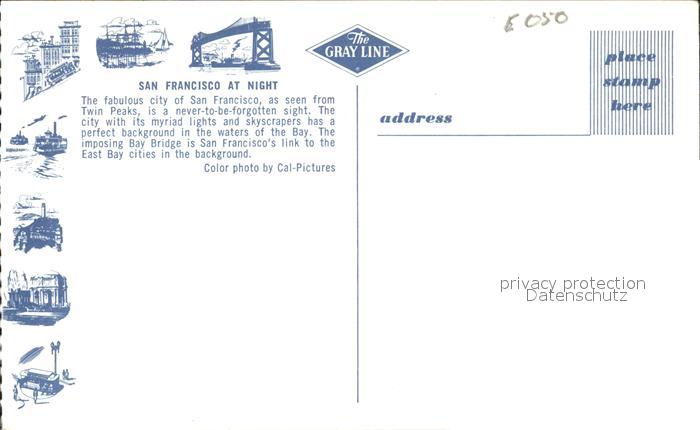 The
GRAY LINE
E 050
place
stamp
here
SAN FRANCISCO AT NIGHT
The fabulous city of San Francisco, as seen from
Twin Peaks, is a never-to-be-forgotten sight. The
city with its myriad lights and skyscrapers has a
perfect background in the waters of the Bay. The
imposing Bay Bridge is San Francisco's link to the
East Bay cities in the background.
Color photo by Cal-Pictures
address
privacy protection
Datenschutz